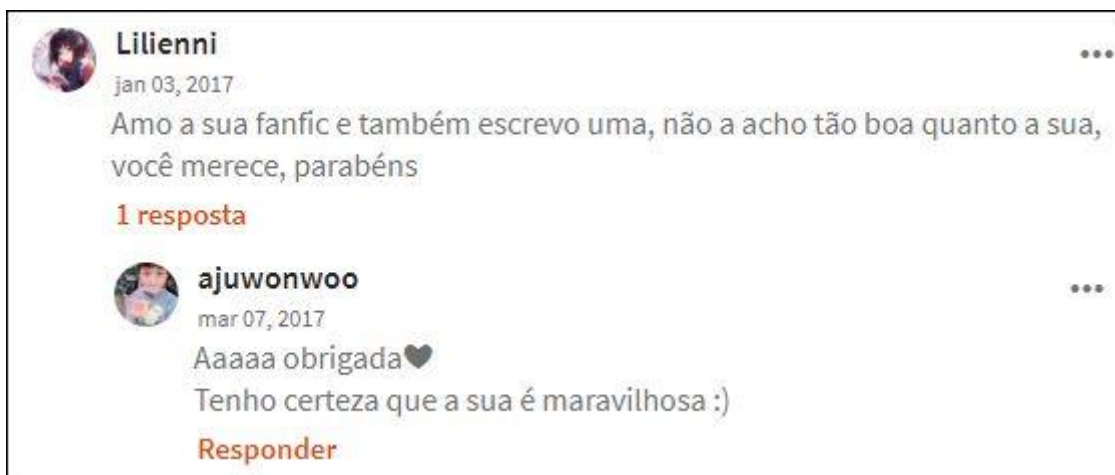 Lilienni
jan 03, 2017
Amo a sua fanfic e também escrevo uma, não a acho tão boa quanto a sua,
você merece, parabéns
1 resposta
ajuwonwoo
mar 07, 2017
Aaaaa obrigada🖤
Tenho certeza que a sua é maravilhosa :)
Responder